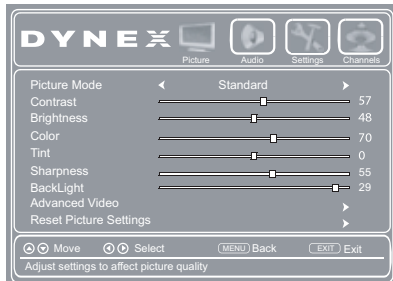 DYNEX
Picture Audio Settings Channels
Picture Mode Standard
Contrast 57
Brightness 48
Color 70
Tint 0
Sharpness 55
BackLight 29
Advanced Video
Reset Picture Settings
Move Select MENU Back EXIT Exit
Adjust settings to affect picture quality